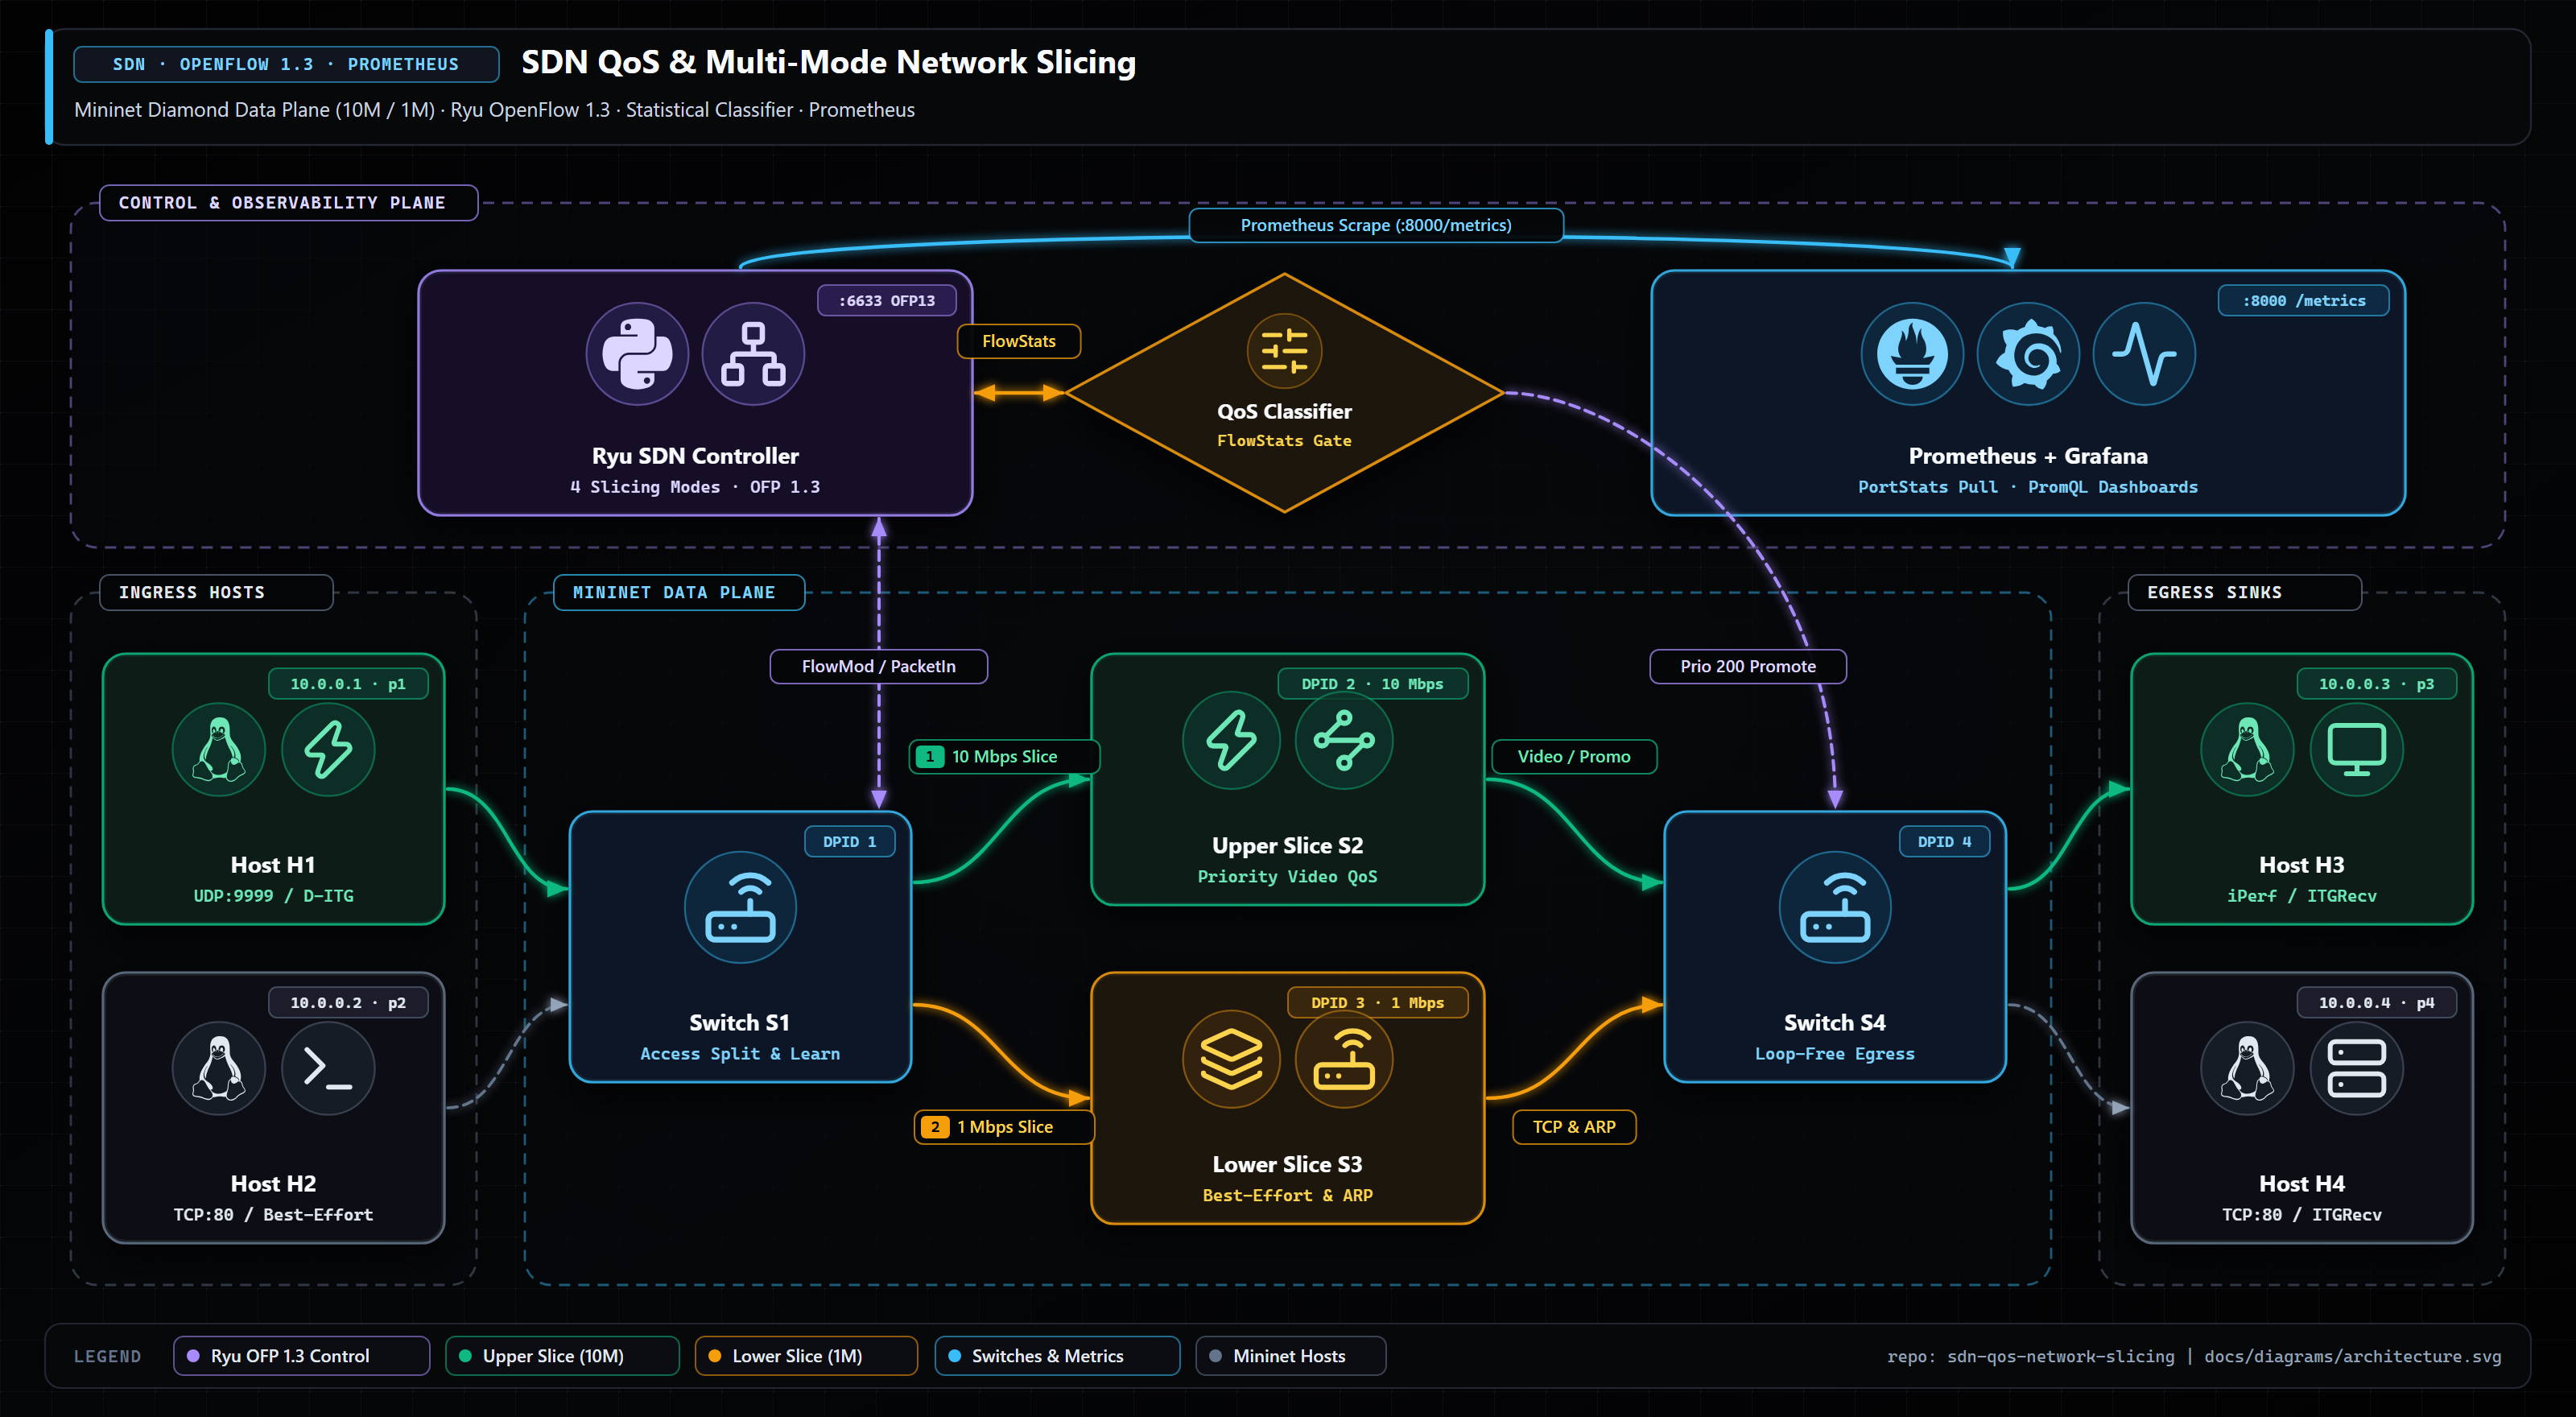 SDN · OPENFLOW 1.3 · PROMETHEUS
SDN QoS & Multi-Mode Network Slicing
Mininet Diamond Data Plane (10M / 1M) · Ryu OpenFlow 1.3 · Statistical Classifier · Prometheus
CONTROL & OBSERVABILITY PLANE
Prometheus Scrape (:8000/metrics)
:6633 OFP13
Ryu SDN Controller
4 Slicing Modes · OFP 1.3
FlowStats
QoS Classifier
FlowStats Gate
:8000 /metrics
Prometheus + Grafana
PortStats Pull · PromQL Dashboards
INGRESS HOSTS
10.0.0.1 · p1
Host H1
UDP:9999 / D-ITG
10.0.0.2 · p2
Host H2
TCP:80 / Best-Effort
MININET DATA PLANE
FlowMod / PacketIn
Prio 200 Promote
DPID 1
Switch S1
Access Split & Learn
1 10 Mbps Slice
DPID 2 · 10 Mbps
Upper Slice S2
Priority Video QoS
Video / Promo
2 1 Mbps Slice
DPID 3 · 1 Mbps
Lower Slice S3
Best-Effort & ARP
TCP & ARP
DPID 4
Switch S4
Loop-Free Egress
EGRESS SINKS
10.0.0.3 · p3
Host H3
iPerf / ITGRecv
10.0.0.4 · p4
Host H4
TCP:80 / ITGRecv
LEGEND
Ryu OFP 1.3 Control
Upper Slice (10M)
Lower Slice (1M)
Switches & Metrics
Mininet Hosts
repo: sdn-qos-network-slicing | docs/diagrams/architecture.svg